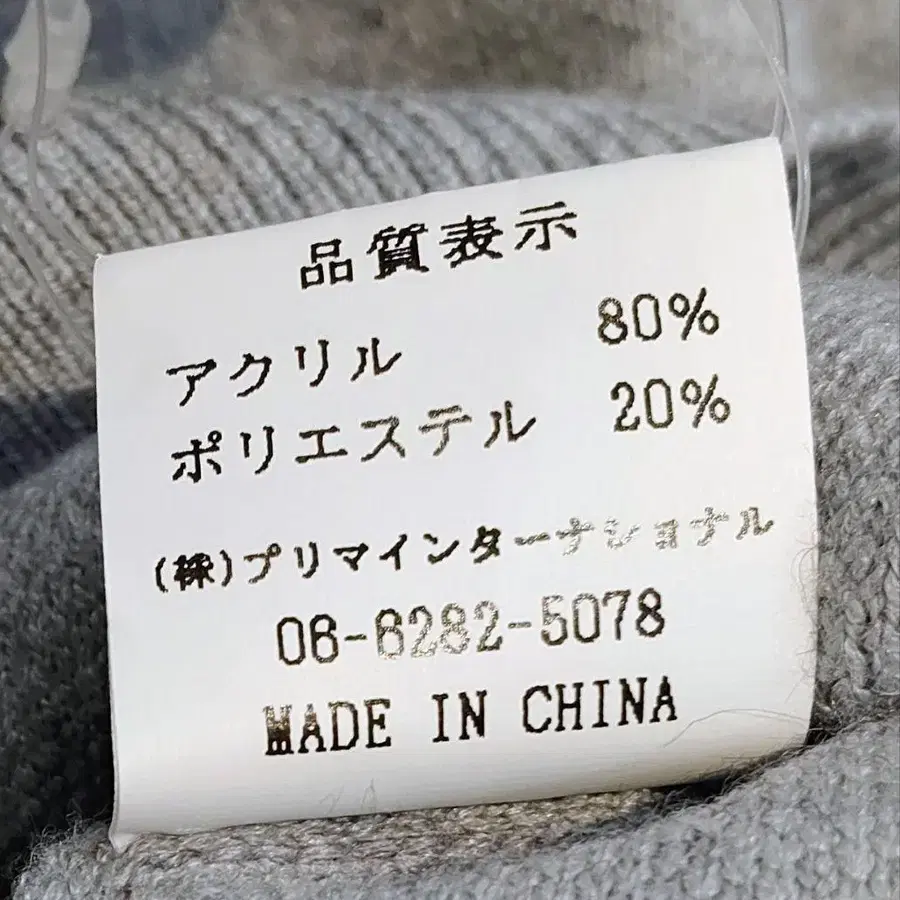 品質表示
アクリル 80%
ポリエステル 20%
(株)プリマインターナショナル
06-6282-5078
MADE IN CHINA